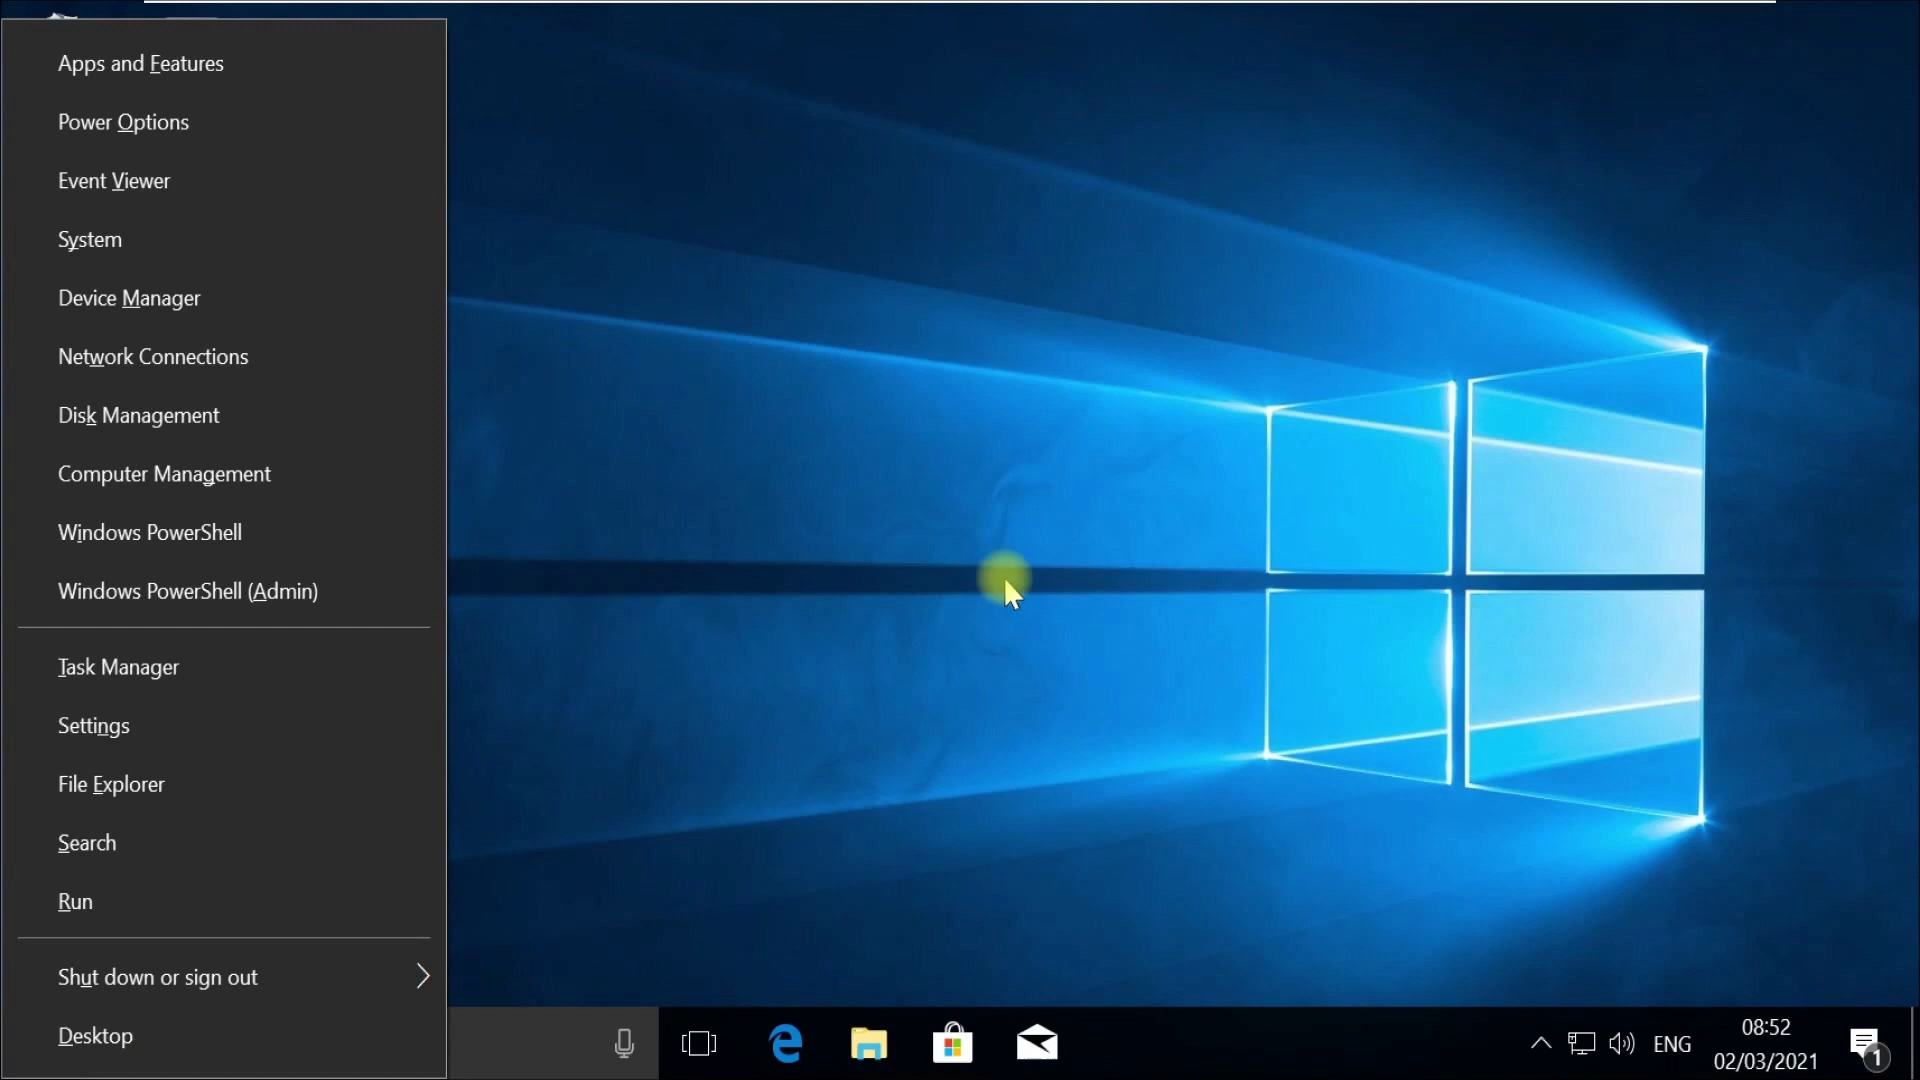 Apps and Features
Power Options
Event Viewer
System
Device Manager
Network Connections
Disk Management
Computer Management
Windows PowerShell
Windows PowerShell (Admin)
Task Manager
Settings
File Explorer
Search
Run
Shut down or sign out
Desktop
ENG
08:52
02/03/2021
1